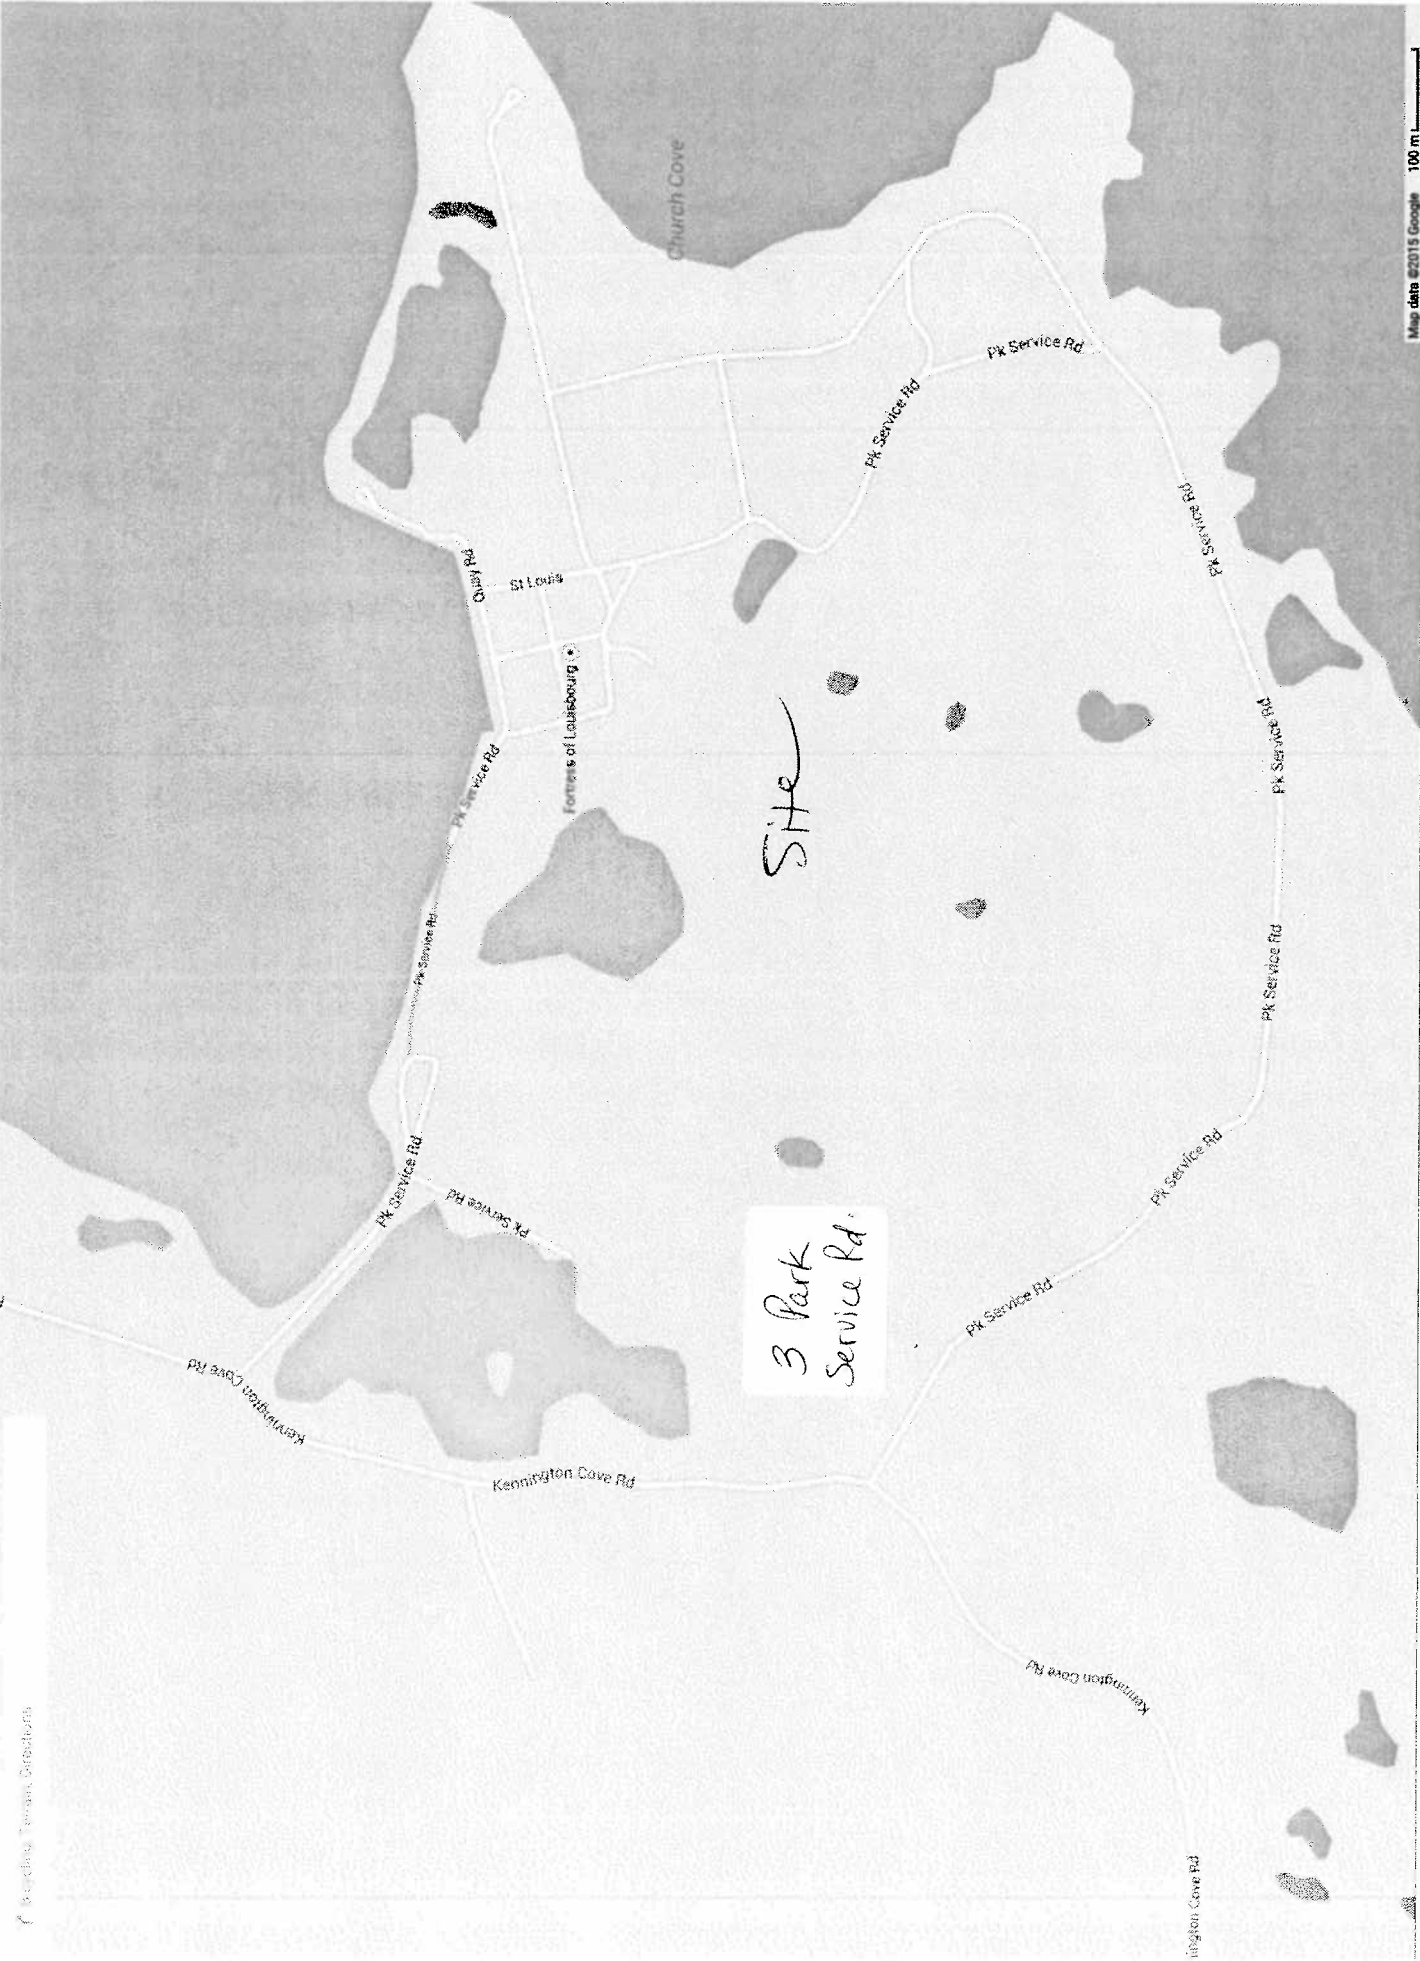 Kennington Cove Rd
Pk Service Rd
Pk Service Rd
Pk Service Rd
Quay Rd
Pk Service Rd
St Louis
Kennington Cove Rd
Fortress of Louisbourg
Church Cove
Site
3 Park
Service Rd.
Pk Service Rd
Pk Service Rd
Pk Service Rd
Kennington Cove Rd
Pk Service Rd
nington Cove Rd
Pk Service Rd
Pk Service Rd
Pk Service Rd
Map data ©2015 Google 100 m